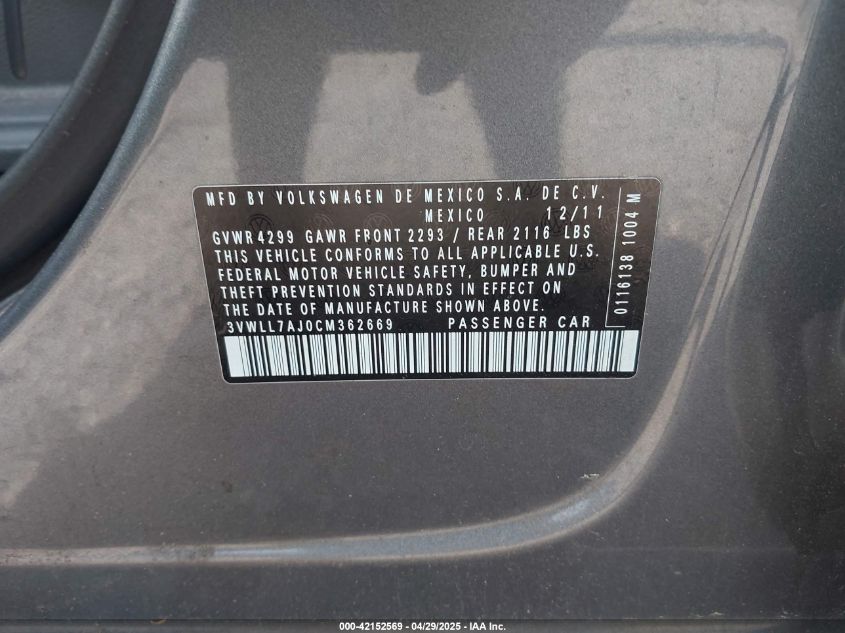 MFD BY VOLKSWAGEN DE MEXICO S.A. DE C.V.
MEXICO 12/11
GVWR 4299 GAWR FRONT 2293 / REAR 2116 LBS
THIS VEHICLE CONFORMS TO ALL APPLICABLE U.S.
FEDERAL MOTOR VEHICLE SAFETY, BUMPER AND
THEFT PREVENTION STANDARDS IN EFFECT ON
THE DATE OF MANUFACTURE SHOWN ABOVE.
3VWLL7AJ0CM362669 PASSENGER CAR
0116138 1004 M
000-42152569 | 04/29/2025 - IAA Inc.